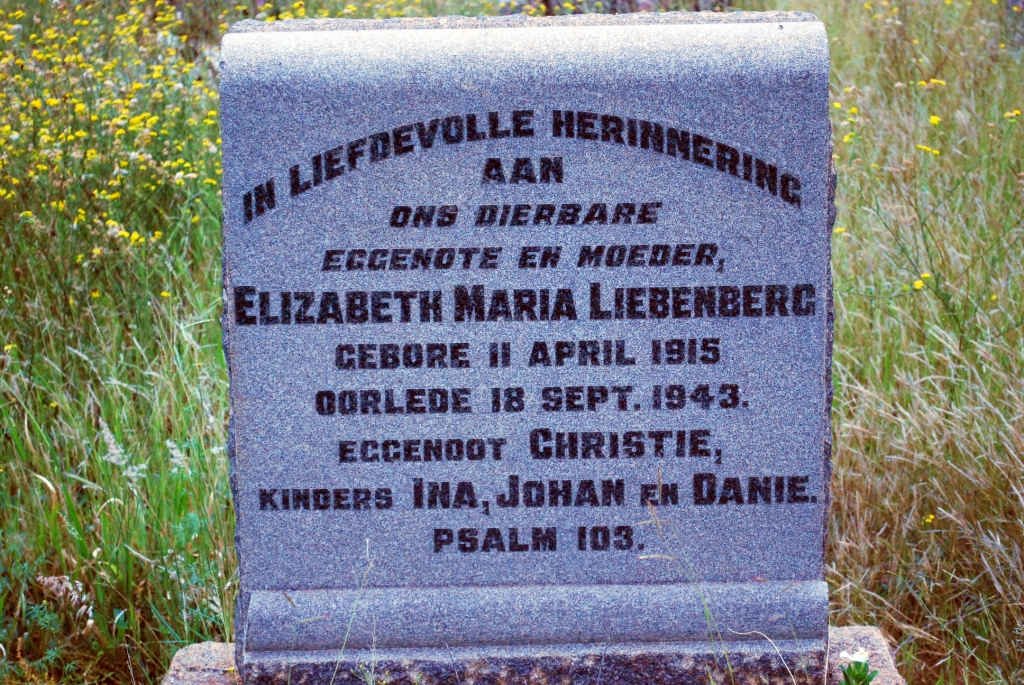 IN LIEFDEVOLLE HERINNERING
AAN
ONS DIERBARE
EGGENOTE EN MOEDER,
ELIZABETH MARIA LIEBENBERG
GEBORE 11 APRIL 1915
OORLEDE 18 SEPT. 1943.
EGGENOOT CHRISTIE,
KINDERS INA, JOHAN EN DANIE.
PSALM 103.